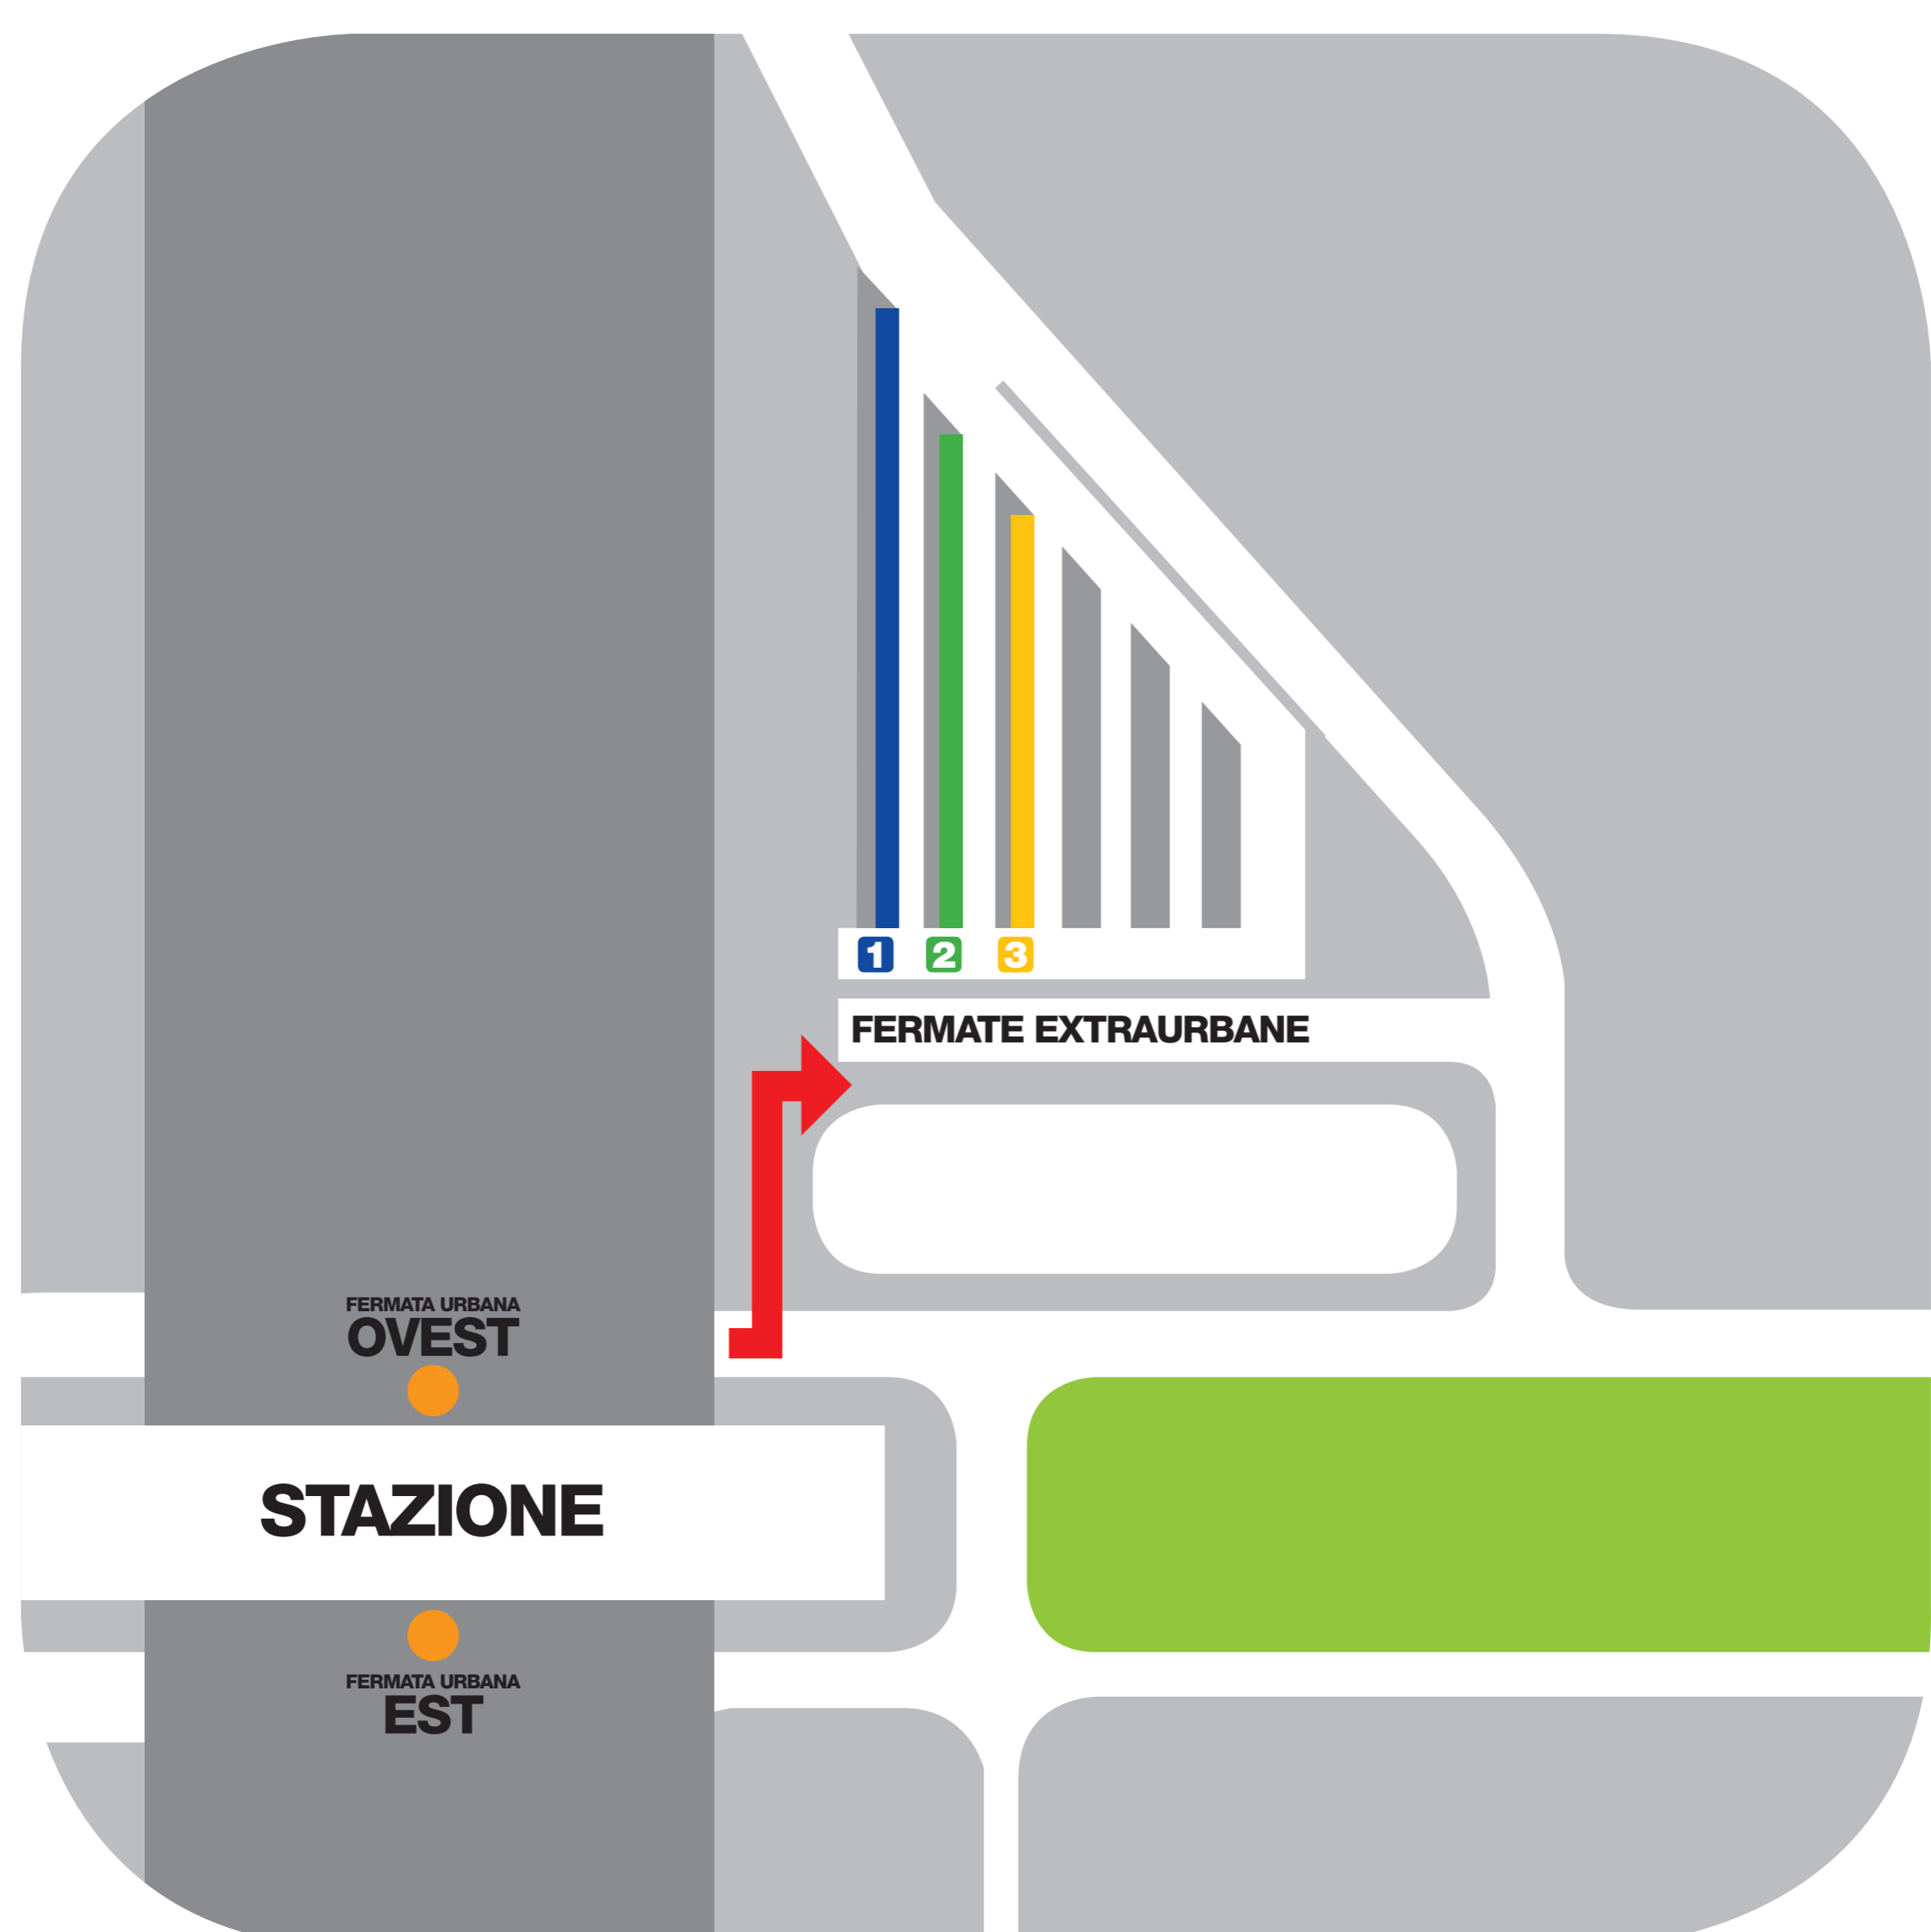 1 2 3
FERMATE EXTRAURBANE
FERMATA URBANA
OVEST
STAZIONE
FERMATA URBANA
EST